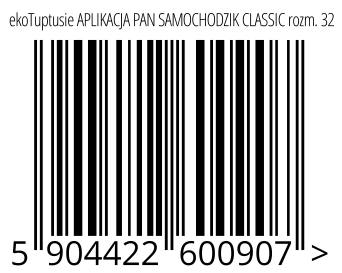 ekoTuptusie APLIKACJA PAN SAMOCHODZIK CLASSIC rozm. 32
5 904422 600907 >